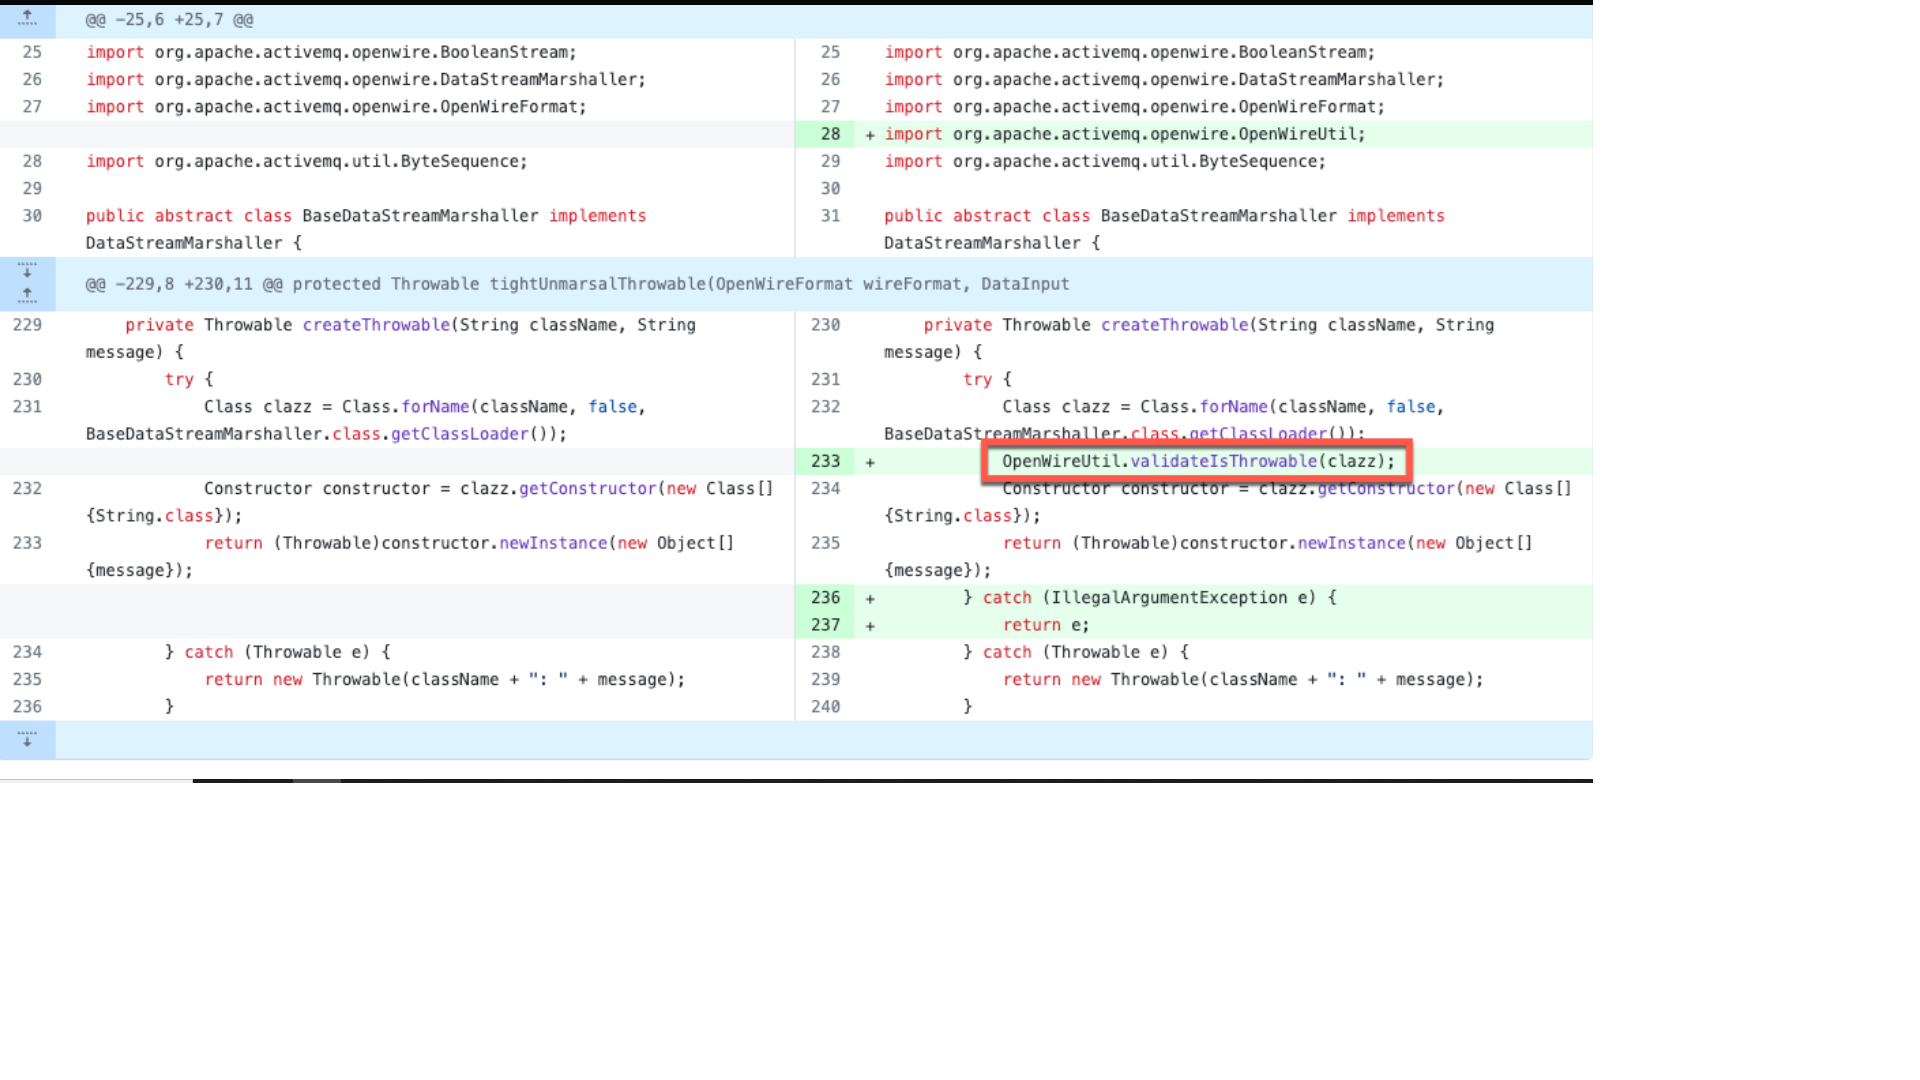 @@ -25,6 +25,7 @@
25 import org.apache.activemq.openwire.BooleanStream;
26 import org.apache.activemq.openwire.DataStreamMarshaller;
27 import org.apache.activemq.openwire.OpenWireFormat;
28 import org.apache.activemq.util.ByteSequence;
29
30 public abstract class BaseDataStreamMarshaller implements
DataStreamMarshaller {
25 import org.apache.activemq.openwire.BooleanStream;
26 import org.apache.activemq.openwire.DataStreamMarshaller;
27 import org.apache.activemq.openwire.OpenWireFormat;
28 + import org.apache.activemq.openwire.OpenWireUtil;
29 import org.apache.activemq.util.ByteSequence;
30
31 public abstract class BaseDataStreamMarshaller implements
DataStreamMarshaller {
@@ -229,8 +230,11 @@ protected Throwable tightUnmarsalThrowable(OpenWireFormat wireFormat, DataInput
229 private Throwable createThrowable(String className, String
message) {
230 try {
231 Class clazz = Class.forName(className, false,
BaseDataStreamMarshaller.class.getClassLoader());
232 Constructor constructor = clazz.getConstructor(new Class[]
{String.class});
233 return (Throwable)constructor.newInstance(new Object[]
{message});
234 } catch (Throwable e) {
235 return new Throwable(className + ": " + message);
236 }
230 private Throwable createThrowable(String className, String
message) {
231 try {
232 Class clazz = Class.forName(className, false,
BaseDataStreamMarshaller.class.getClassLoader());
233 + OpenWireUtil.validateIsThrowable(clazz);
234 Constructor constructor = clazz.getConstructor(new Class[]
{String.class});
235 return (Throwable)constructor.newInstance(new Object[]
{message});
236 + } catch (IllegalArgumentException e) {
237 + return e;
238 } catch (Throwable e) {
239 return new Throwable(className + ": " + message);
240 }